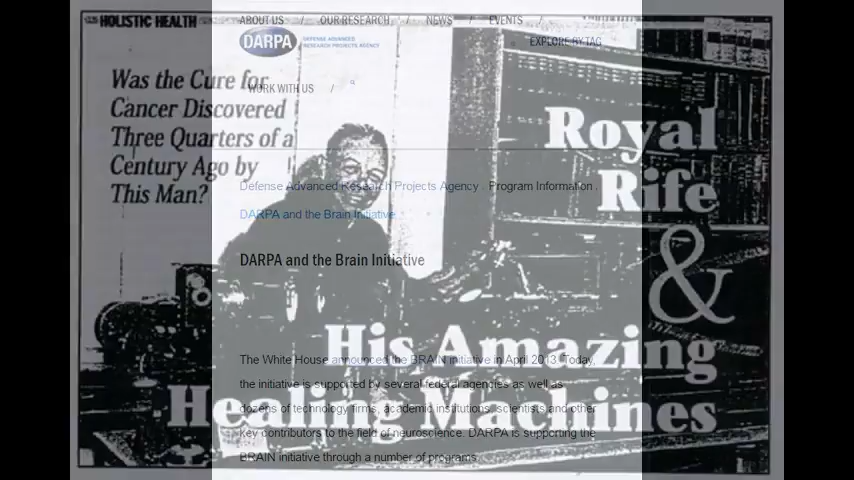 HOLISTIC HEALTH
ABOUT US / OUR RESEARCH / NEWS / EVENTS /
DARPA DEFENSE ADVANCED
RESEARCH PROJECTS AGENCY
EXPLORE BY TAG
WORK WITH US /
Was the Cure for
Cancer Discovered
Three Quarters of a
Century Ago by
This Man?
Royal
Rife
&
His Amazing
Healing Machines
Defense Advanced Research Projects Agency Program Information
DARPA and the Brain Initiative
DARPA and the Brain Initiative
The White House announced the BRAIN initiative in April 2013. Today,
the initiative is supported by several federal agencies as well as
dozens of technology firms, academic institutions, scientists and other
key contributors to the field of neuroscience. DARPA is supporting the
BRAIN initiative through a number of programs